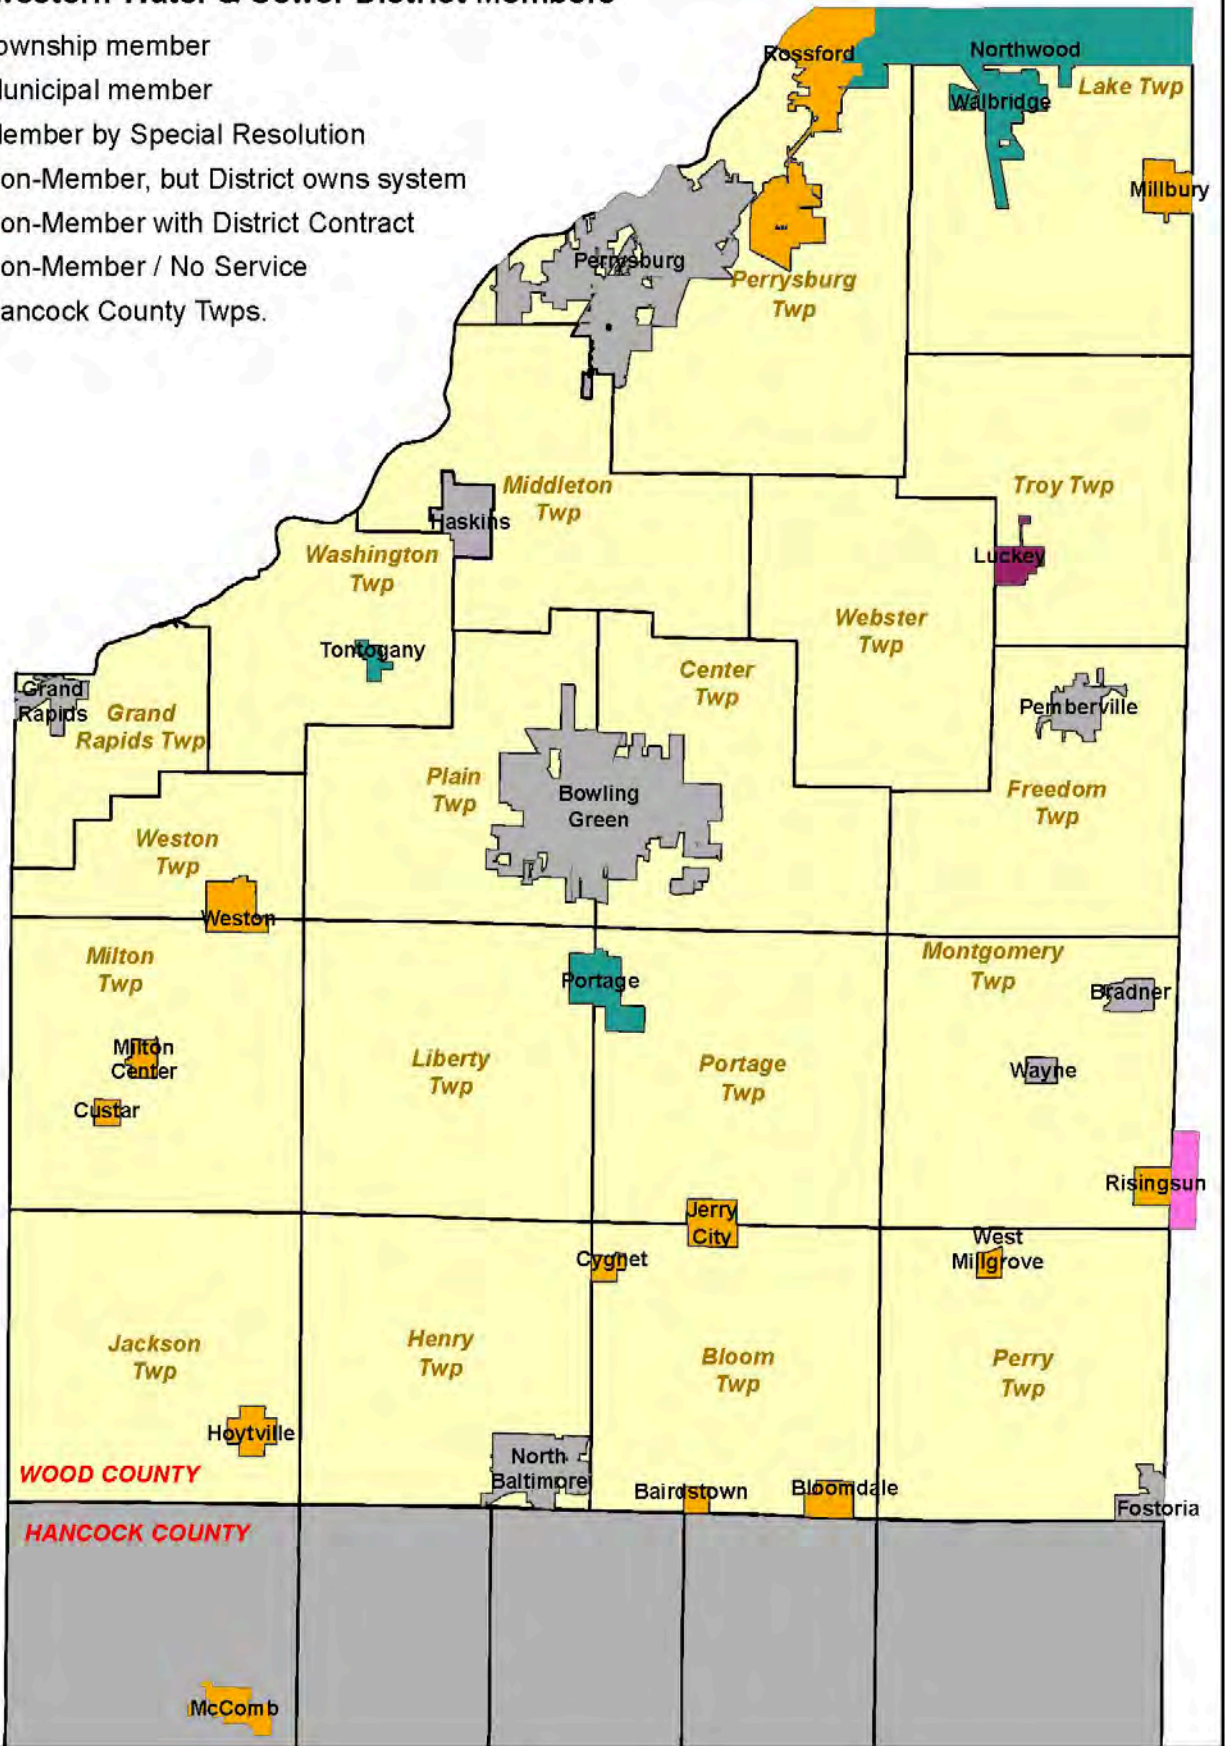 Western Water & Sewer District Members
ownship member
unicipal member
ember by Special Resolution
on-Member, but District owns system
on-Member with District Contract
on-Member / No Service
ancock County Twps.
Rossford
Northwood
Lake Twp
Walbridge
Millbury
Perrysburg
Perrysburg
Twp
Middleton
Twp
Haskins
Troy Twp
Luckey
Washington
Twp
Webster
Twp
Tontogany
Center
Twp
Grand
Rapids
Grand
Rapids Twp
Pemberville
Plain
Twp
Bowling
Green
Freedom
Twp
Weston
Twp
Weston
Milton
Twp
Portage
Montgomery
Twp
Bradner
Milton
Center
Liberty
Twp
Portage
Twp
Wayne
Custar
Risingsun
Jerry
City
Cygnet
West
Millgrove
Jackson
Twp
Henry
Twp
Bloom
Twp
Perry
Twp
Hoytville
North
Baltimore
WOOD COUNTY
Bairdstown
Bloomdale
Fostoria
HANCOCK COUNTY
McComb